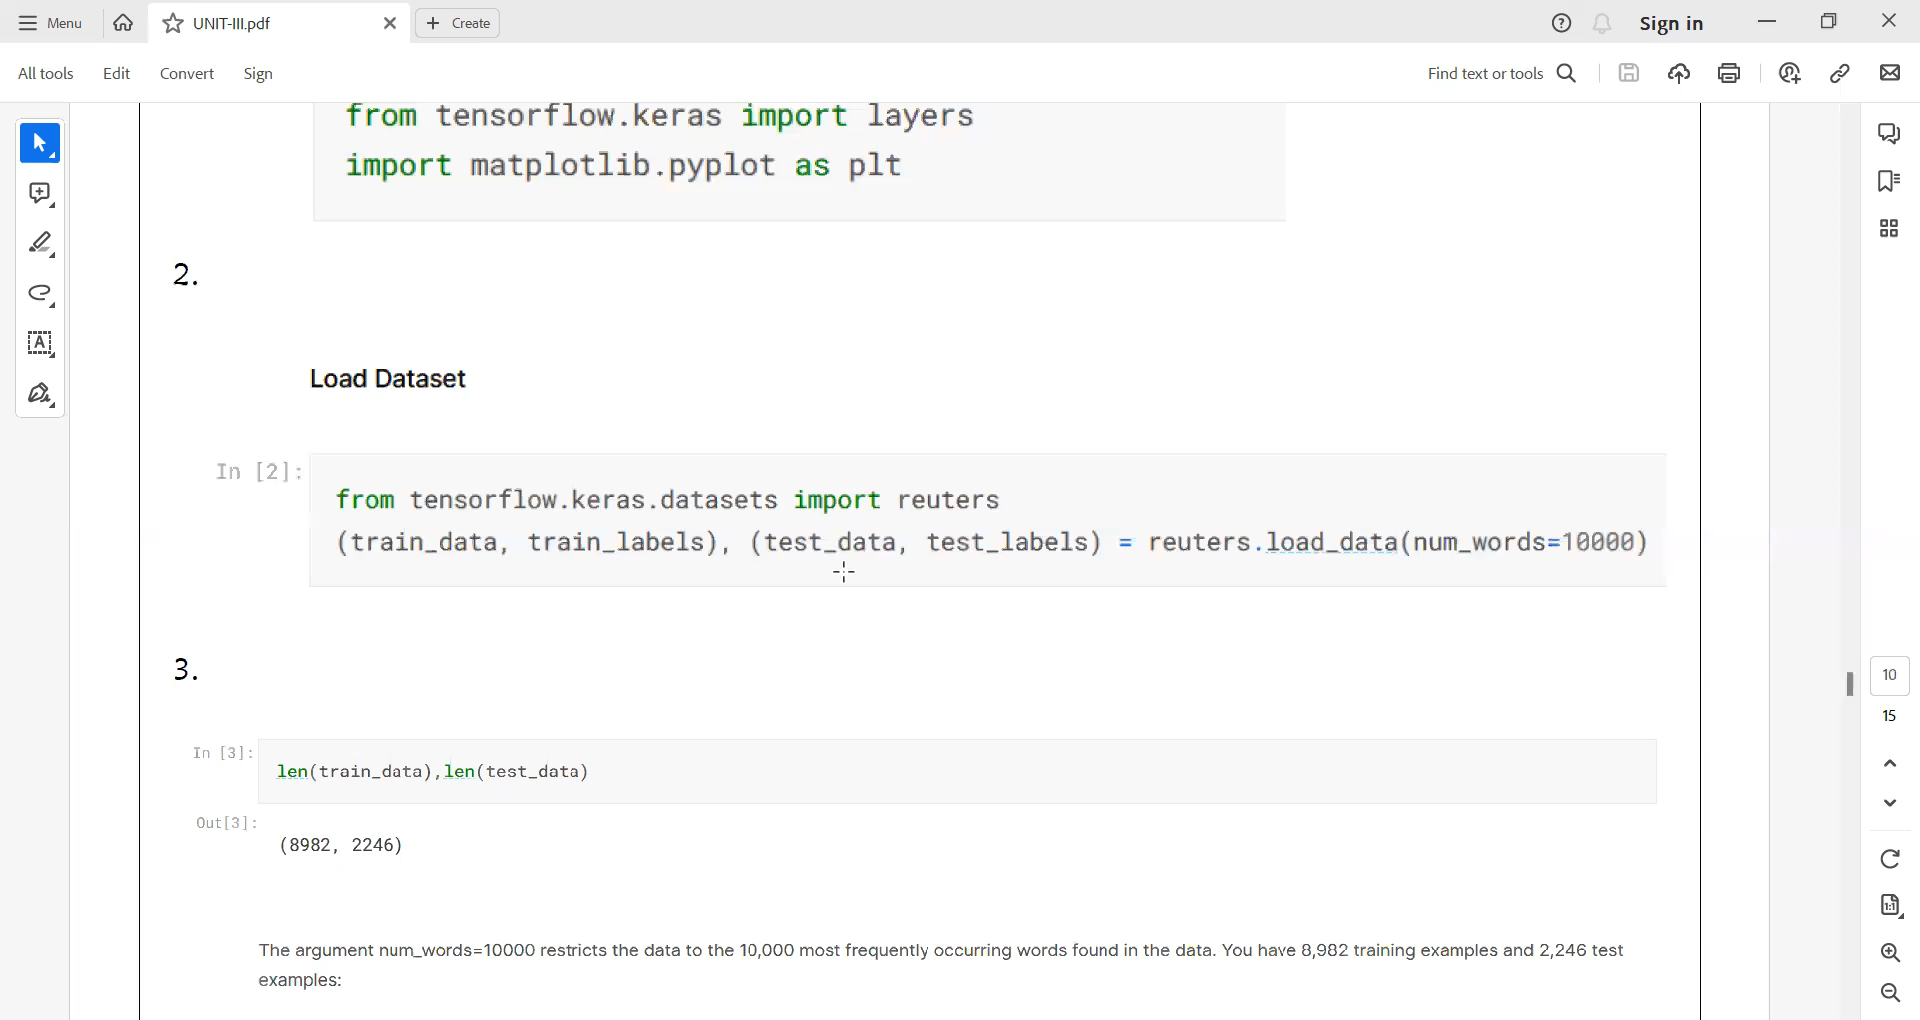 Menu
UNIT-III.pdf
Create
Sign in
All tools
Edit
Convert
Sign
Find text or tools
from tensorflow.keras import layers
import matplotlib.pyplot as plt
2.
Load Dataset
In [2]:
from tensorflow.keras.datasets import reuters
(train_data, train_labels), (test_data, test_labels) = reuters.load_data(num_words=10000)
3.
In [3]:
len(train_data),len(test_data)
Out[3]:
(8982, 2246)
The argument num_words=10000 restricts the data to the 10,000 most frequently occurring words found in the data. You have 8,982 training examples and 2,246 test
examples:
10
15